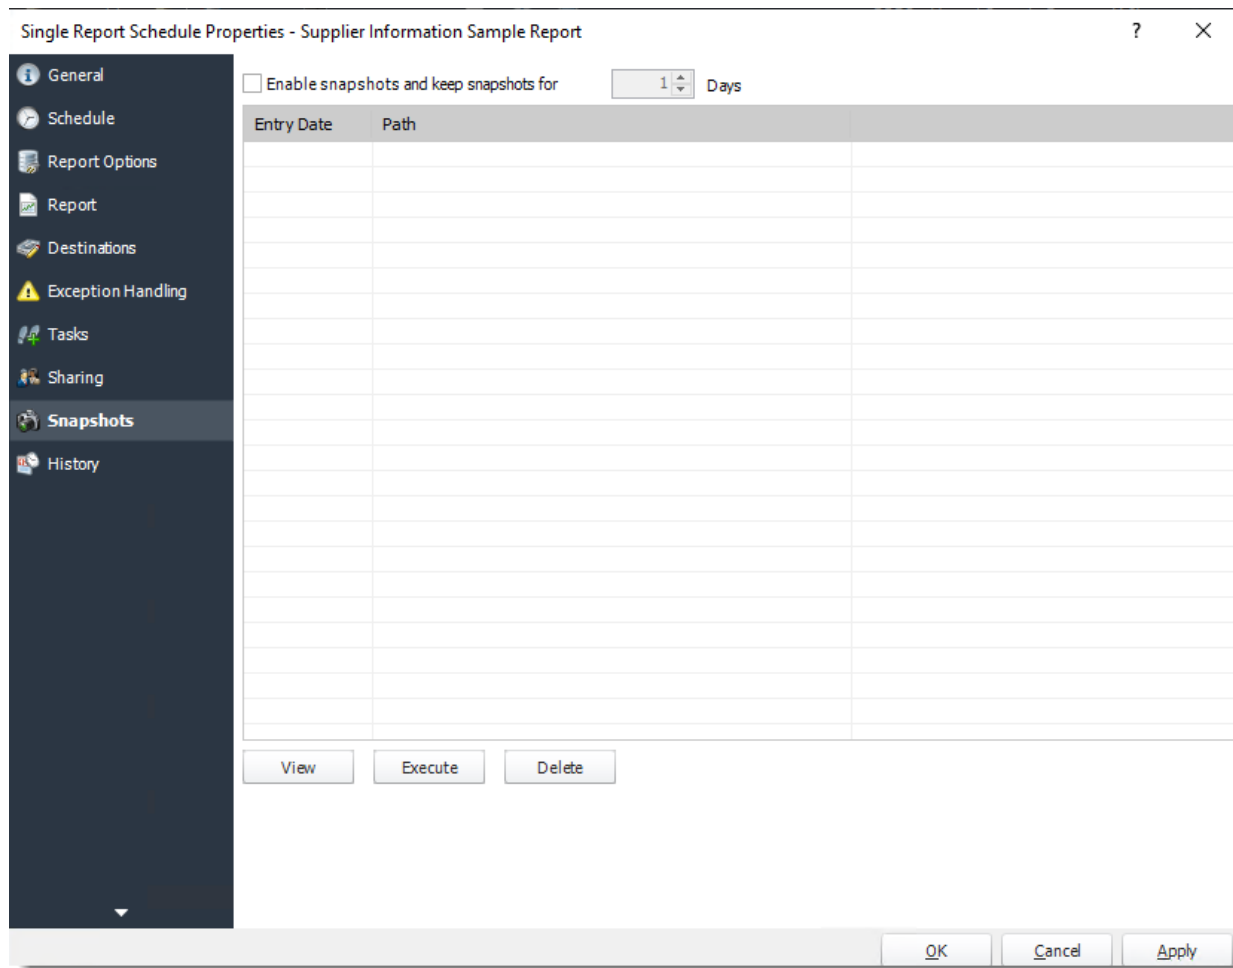 Single Report Schedule Properties - Supplier Information Sample Report ?
General
Schedule
Report Options
Report
Destinations
Exception Handling
Tasks
Sharing
Snapshots
History
Enable snapshots and keep snapshots for 1 Days
Entry Date Path
View Execute Delete
OK Cancel Apply